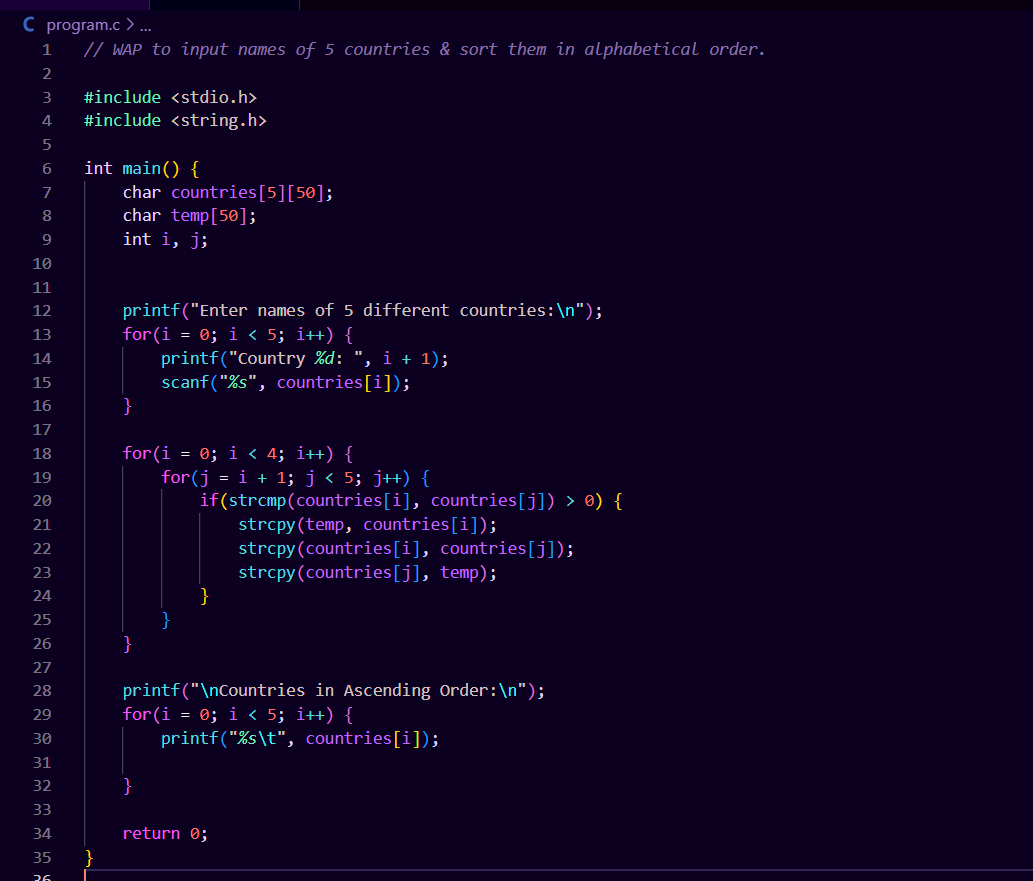 C program.c > ...
1 // WAP to input names of 5 countries & sort them in alphabetical order.
2
3 #include <stdio.h>
4 #include <string.h>
5
6 int main() {
7     char countries[5][50];
8     char temp[50];
9     int i, j;
10
11
12     printf("Enter names of 5 different countries:\n");
13     for(i = 0; i < 5; i++) {
14         printf("Country %d: ", i + 1);
15         scanf("%s", countries[i]);
16     }
17
18     for(i = 0; i < 4; i++) {
19         for(j = i + 1; j < 5; j++) {
20             if(strcmp(countries[i], countries[j]) > 0) {
21                 strcpy(temp, countries[i]);
22                 strcpy(countries[i], countries[j]);
23                 strcpy(countries[j], temp);
24             }
25         }
26     }
27
28     printf("\nCountries in Ascending Order:\n");
29     for(i = 0; i < 5; i++) {
30         printf("%s\t", countries[i]);
31
32     }
33
34     return 0;
35 }
36